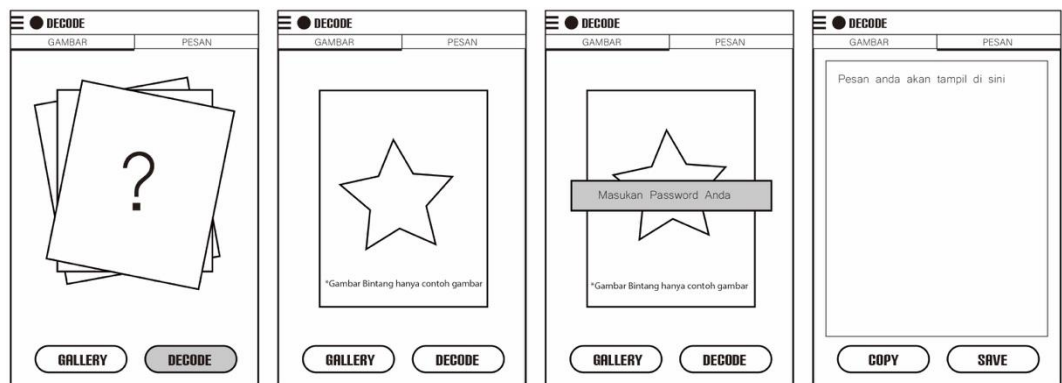 DECODE
GAMBAR PESAN
?
GALLERY DECODE
DECODE
GAMBAR PESAN
*Gambar Bintang hanya contoh gambar
GALLERY DECODE
DECODE
GAMBAR PESAN
Masukan Password Anda
*Gambar Bintang hanya contoh gambar
GALLERY DECODE
DECODE
GAMBAR PESAN
Pesan anda akan tampil di sini
COPY SAVE